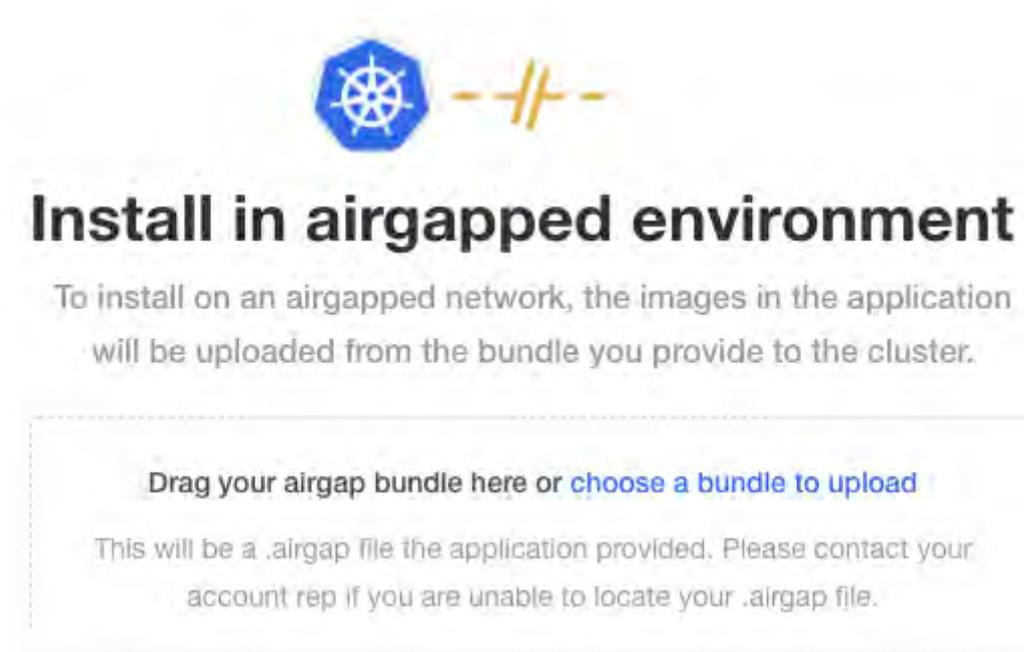 Install in airgapped environment
To install on an airgapped network, the images in the application
will be uploaded from the bundle you provide to the cluster.
Drag your airgap bundle here or choose a bundle to upload
This will be a .airgap file the application provided. Please contact your
account rep if you are unable to locate your .airgap file.